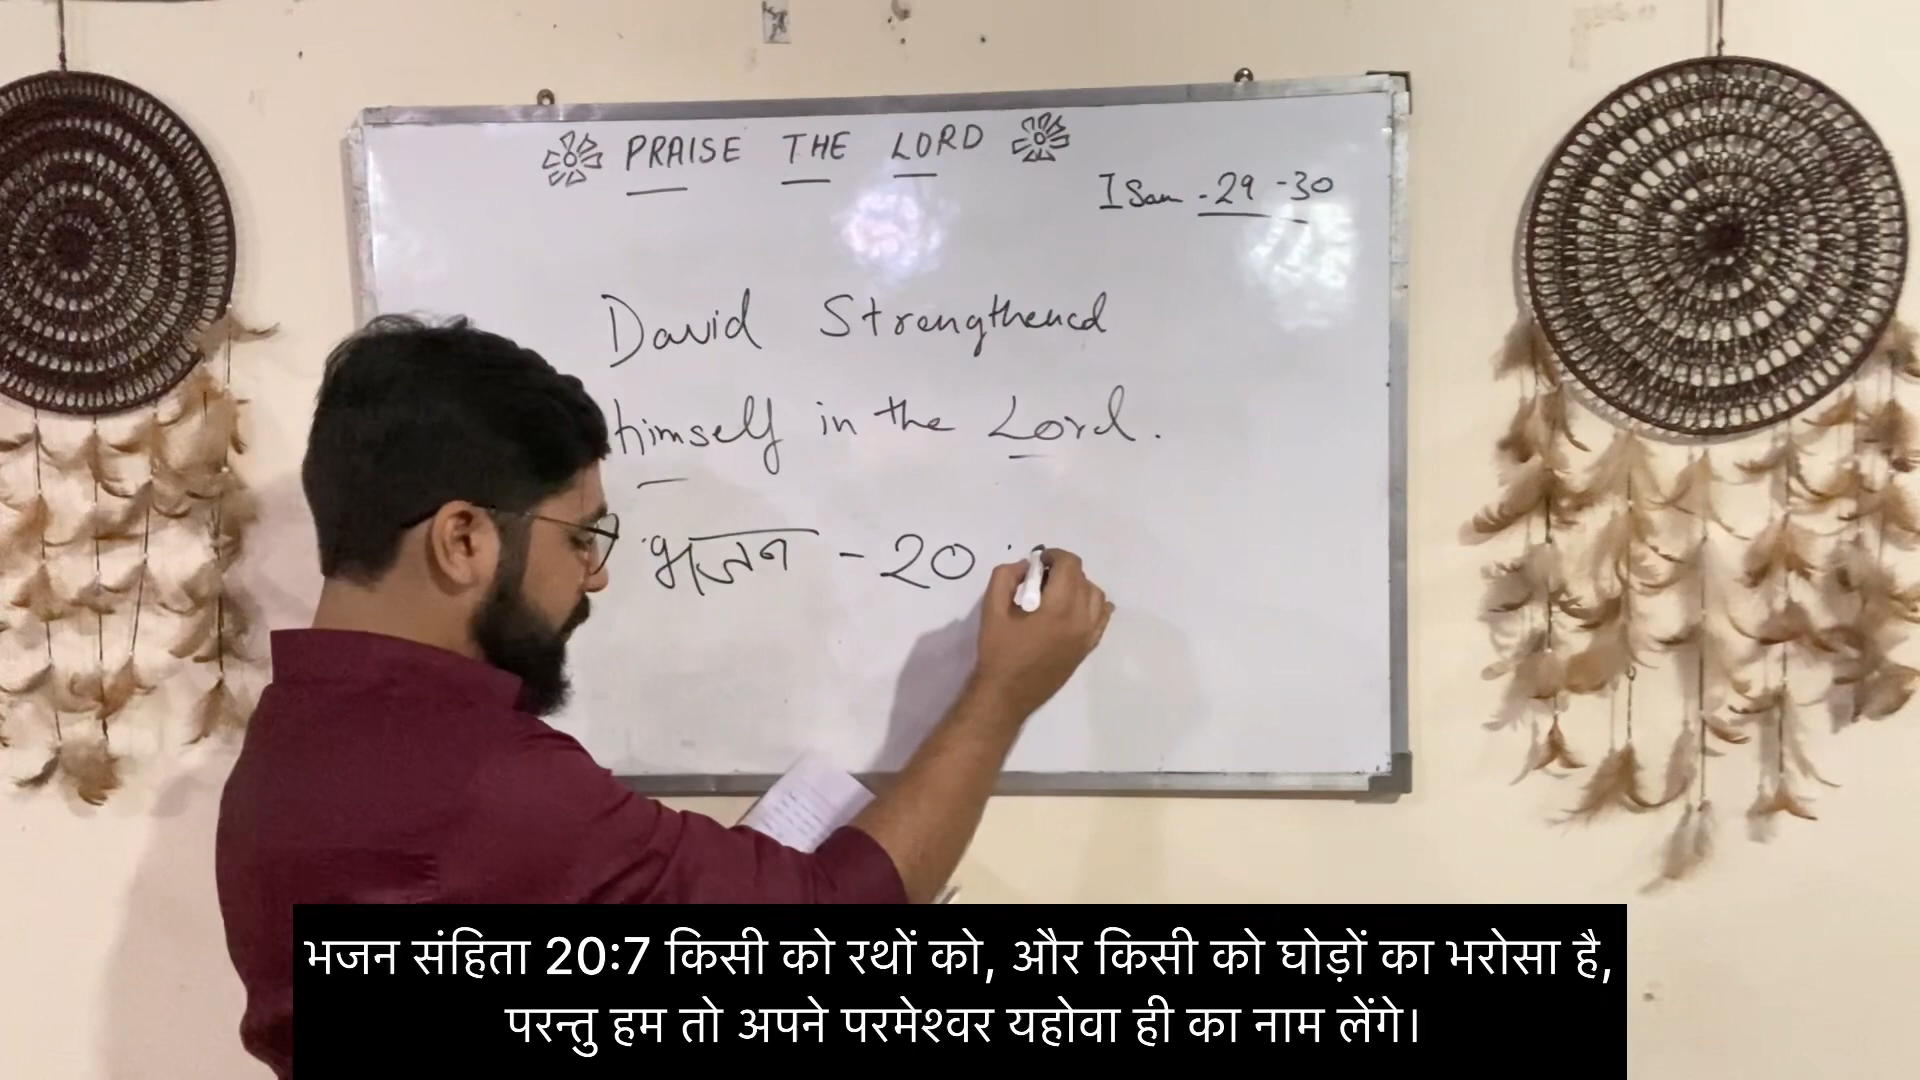 PRAISE THE LORD
I Sam - 29 - 30
David Strengthened
himself in the Lord.
भजन - 20
भजन संहिता 20:7 किसी को रथों को, और किसी को घोड़ों का भरोसा है,
परन्तु हम तो अपने परमेश्वर यहोवा ही का नाम लेंगे।